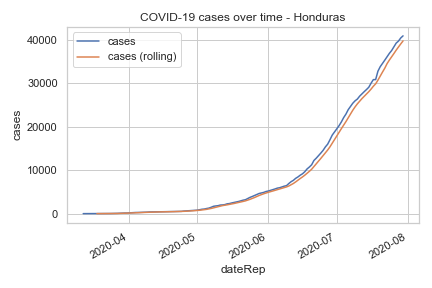 COVID-19 cases over time - Honduras
cases
cases (rolling)
40000
30000
20000
10000
0
cases
2020-04
2020-05
2020-06
2020-07
2020-08
dateRep